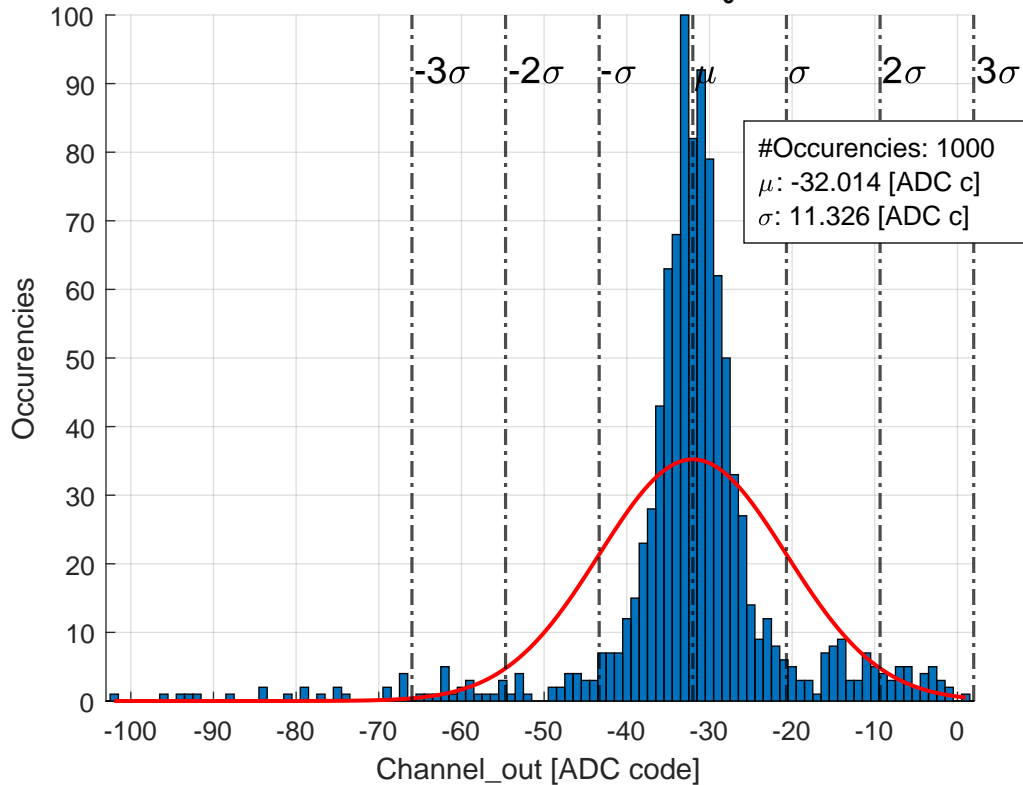 100
90
80
70
60
50
40
30
20
10
0
Occurencies
-3σ
-2σ
-σ
μ
σ
2σ
3σ
#Occurencies: 1000
μ: -32.014 [ADC c]
σ: 11.326 [ADC c]
-100 -90 -80 -70 -60 -50 -40 -30 -20 -10 0
Channel_out [ADC code]